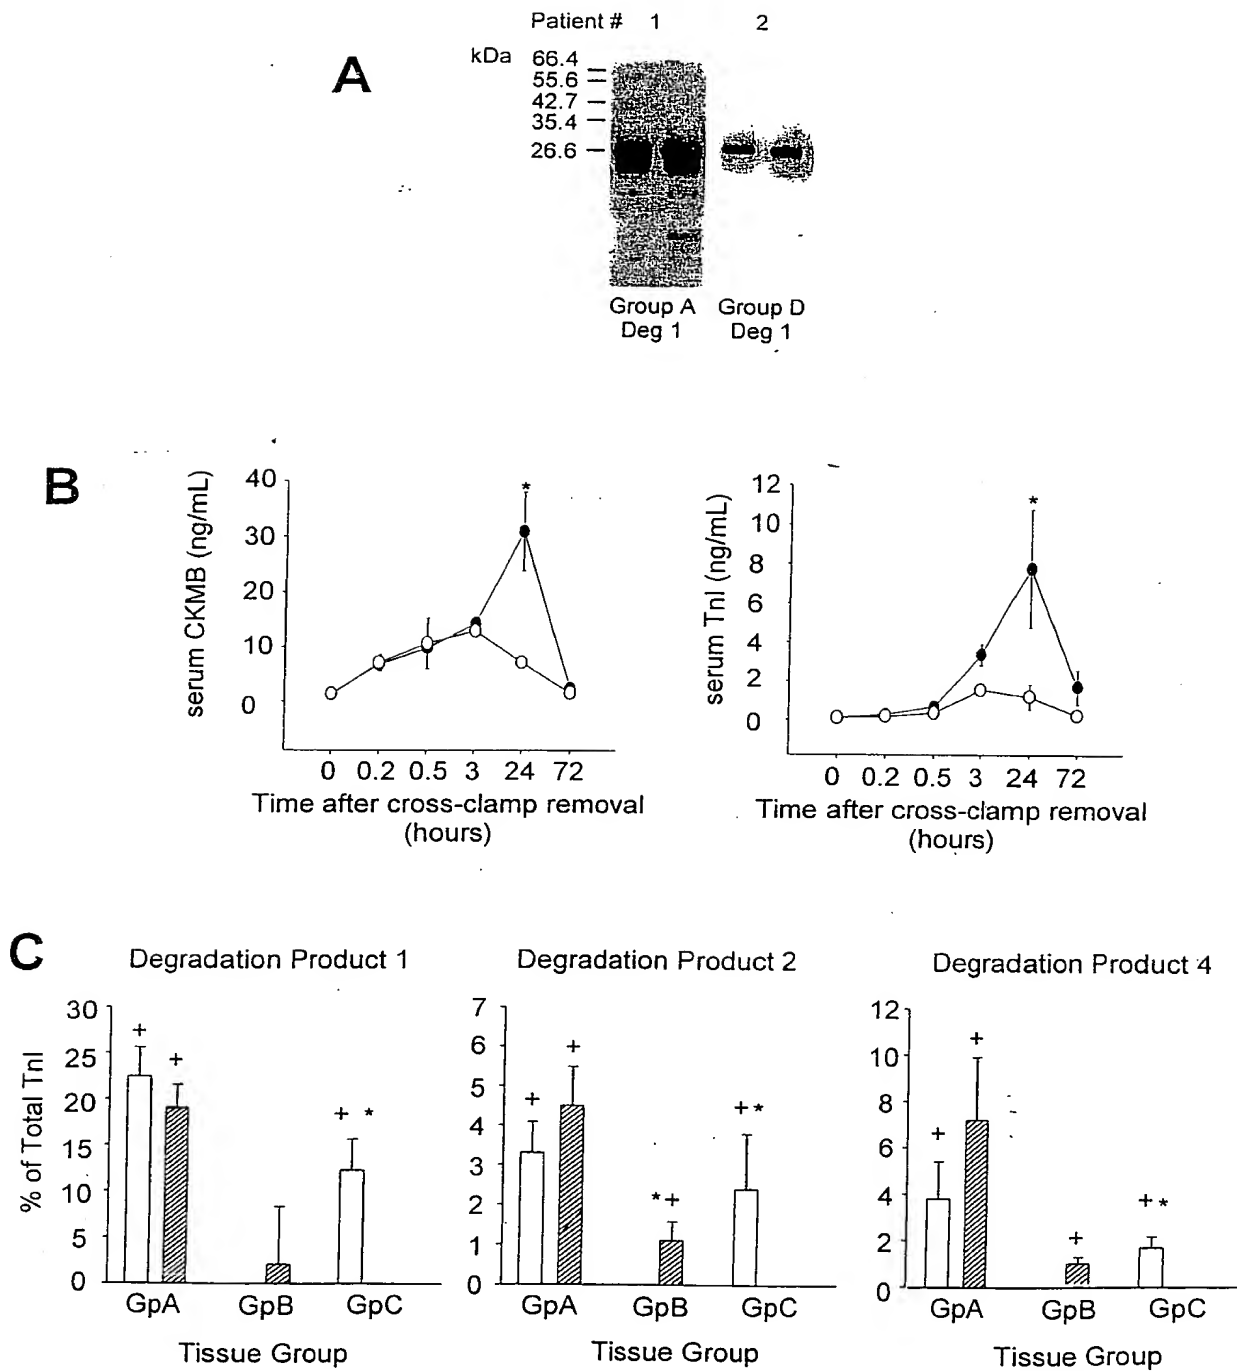 Patient # 1 2
A
kDa 66.4
55.6
42.7
35.4
26.6
Group A Group D
Deg 1 Deg 1
B
serum CKMB (ng/mL)
40
30
20
10
0
*
0 0.2 0.5 3 24 72
Time after cross-clamp removal
(hours)
serum TnI (ng/mL)
12
10
8
6
4
2
0
*
0 0.2 0.5 3 24 72
Time after cross-clamp removal
(hours)
C
Degradation Product 1
% of Total TnI
30
25
20
15
10
5
0
+ + + *
GpA GpB GpC
Tissue Group
Degradation Product 2
7
6
5
4
3
2
1
0
+ + *+ +*
GpA GpB GpC
Tissue Group
Degradation Product 4
12
10
8
6
4
2
0
+ + + +*
GpA GpB GpC
Tissue Group